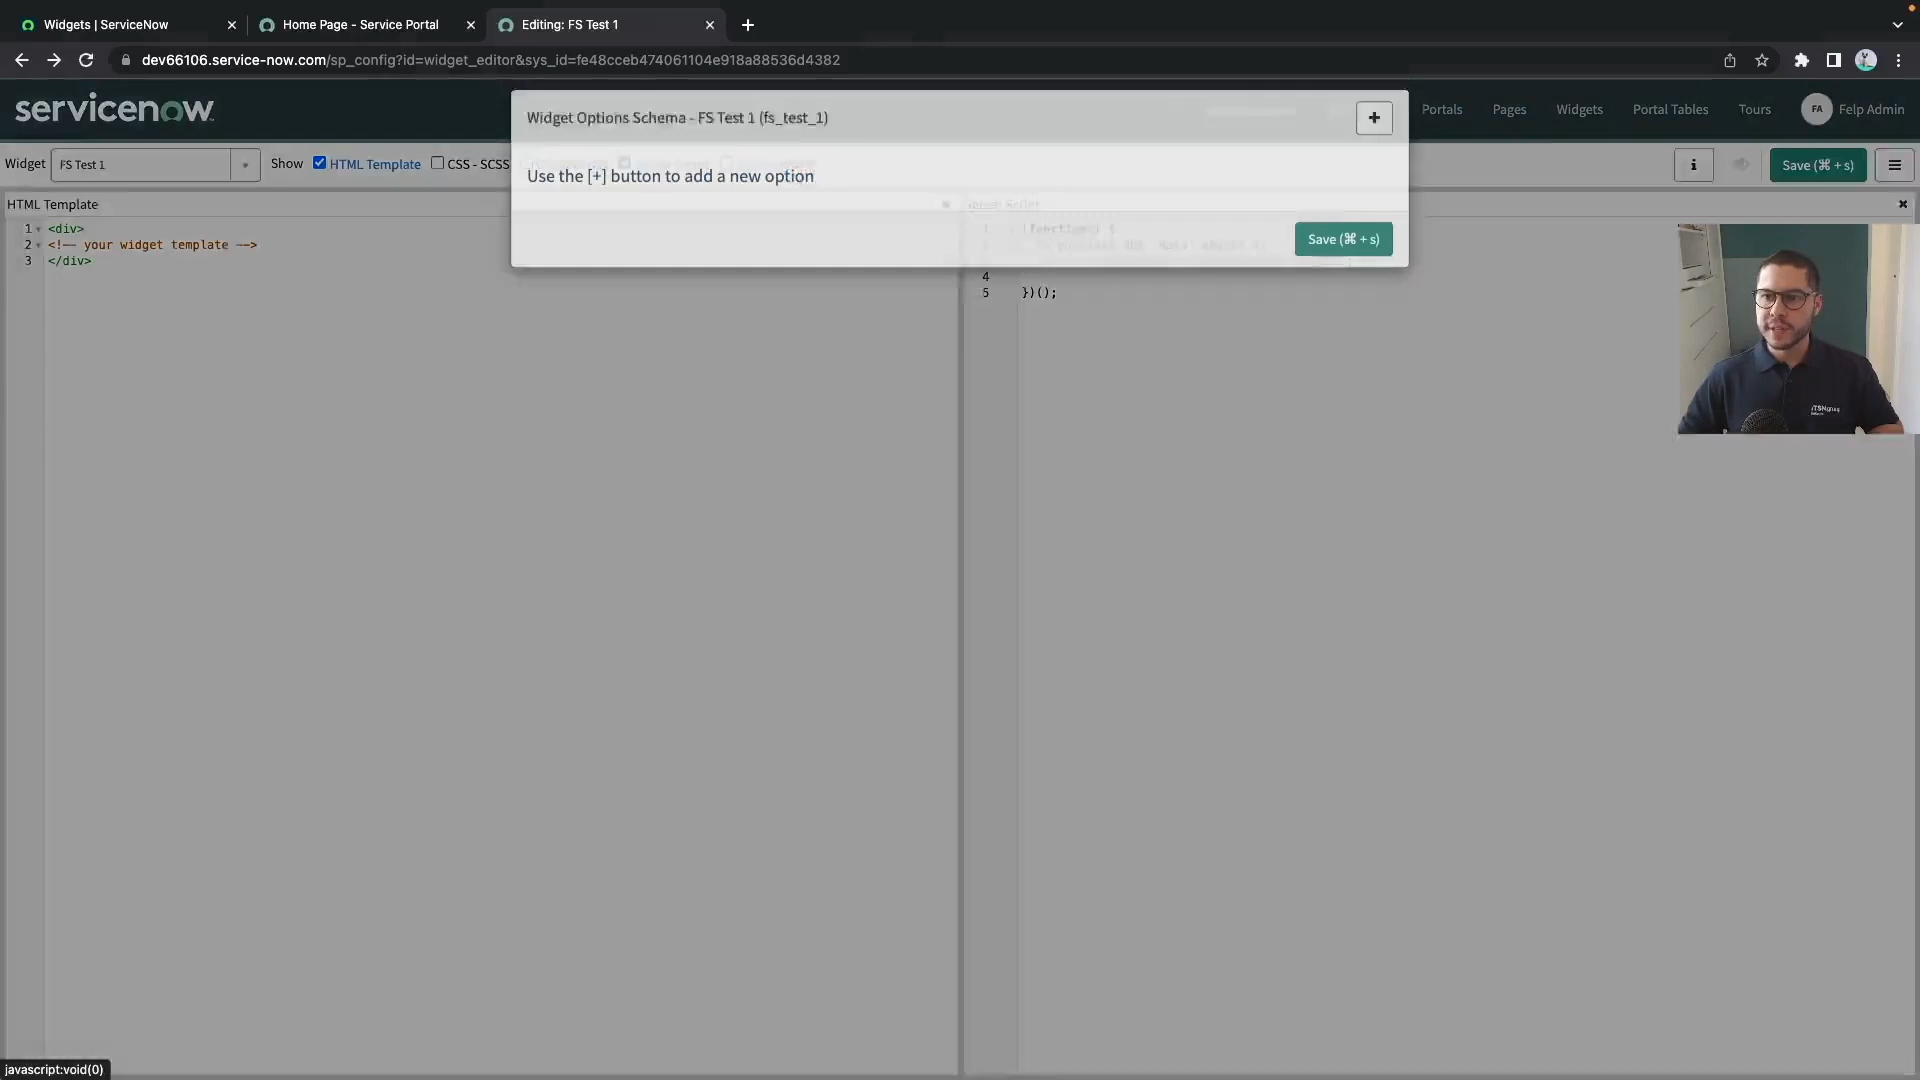 Widgets | ServiceNow
Home Page - Service Portal
Editing: FS Test 1
dev66106.service-now.com/sp_config?id=widget_editor&sys_id=fe48cceb474061104e918a88536d4382
servicenow
Portals
Pages
Widgets
Portal Tables
Tours
FA
Felp Admin
Widget Options Schema - FS Test 1 (fs_test_1)
+
Use the [+] button to add a new option
Save (⌘ + s)
Widget
FS Test 1
Show
HTML Template
CSS - SCSS
i
Save (⌘ + s)
HTML Template
1 <div>
2 <!-- your widget template -->
3 </div>
4
5 })();
javascript:void(0)